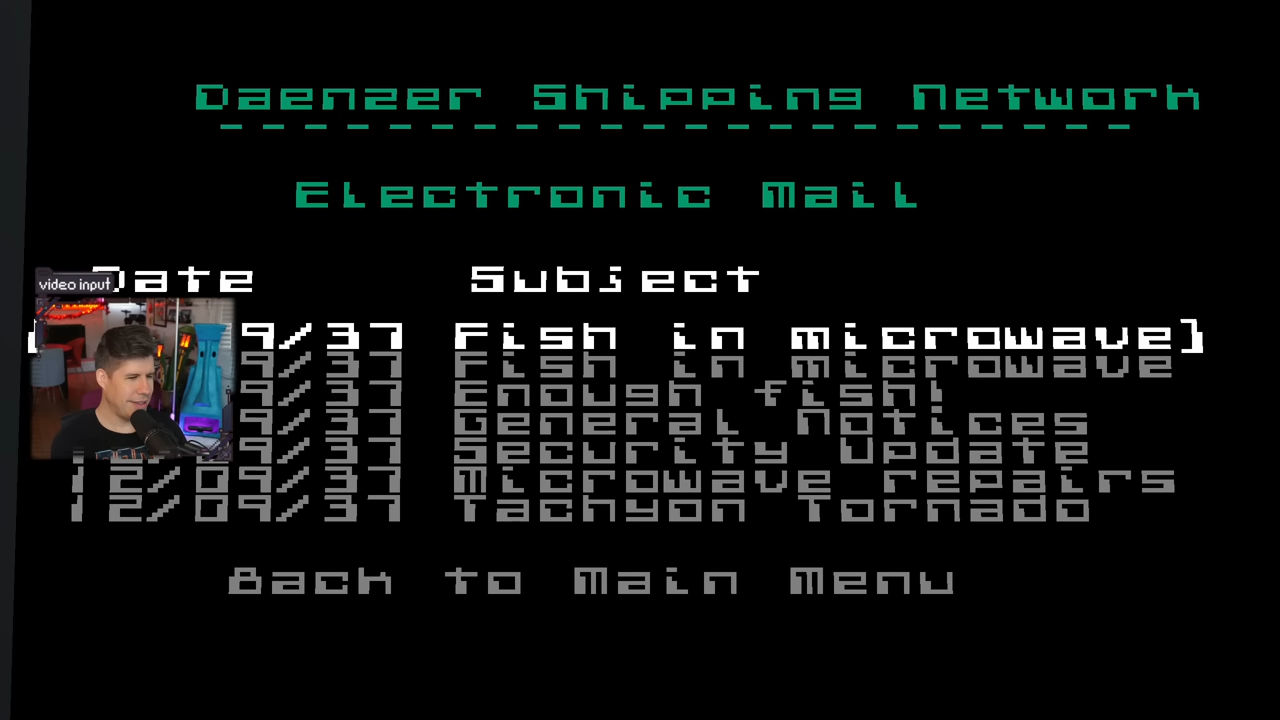 Daenzer Shipping Network
- - - - - - - - - - - - - - - - - - - - - -
Electronic Mail
Date Subject
video input
9/37 Fish in microwave]
9/37 Fish in microwave
9/37 Enough fish!
9/37 General Notices
9/37 Security Update
12/09/37 Microwave repairs
12/09/37 Tachyon Tornado
Back to Main Menu